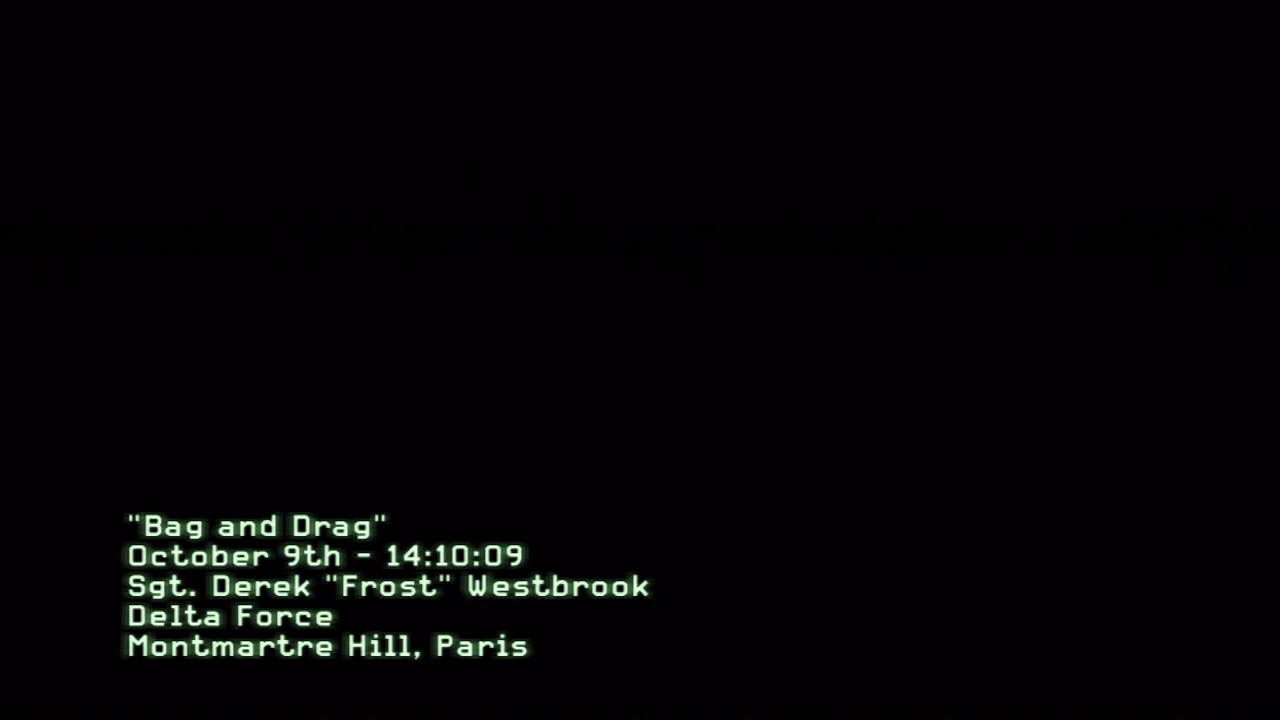 "Bag and Drag"
October 9th - 14:10:09
Sgt. Derek "Frost" Westbrook
Delta Force
Montmartre Hill, Paris